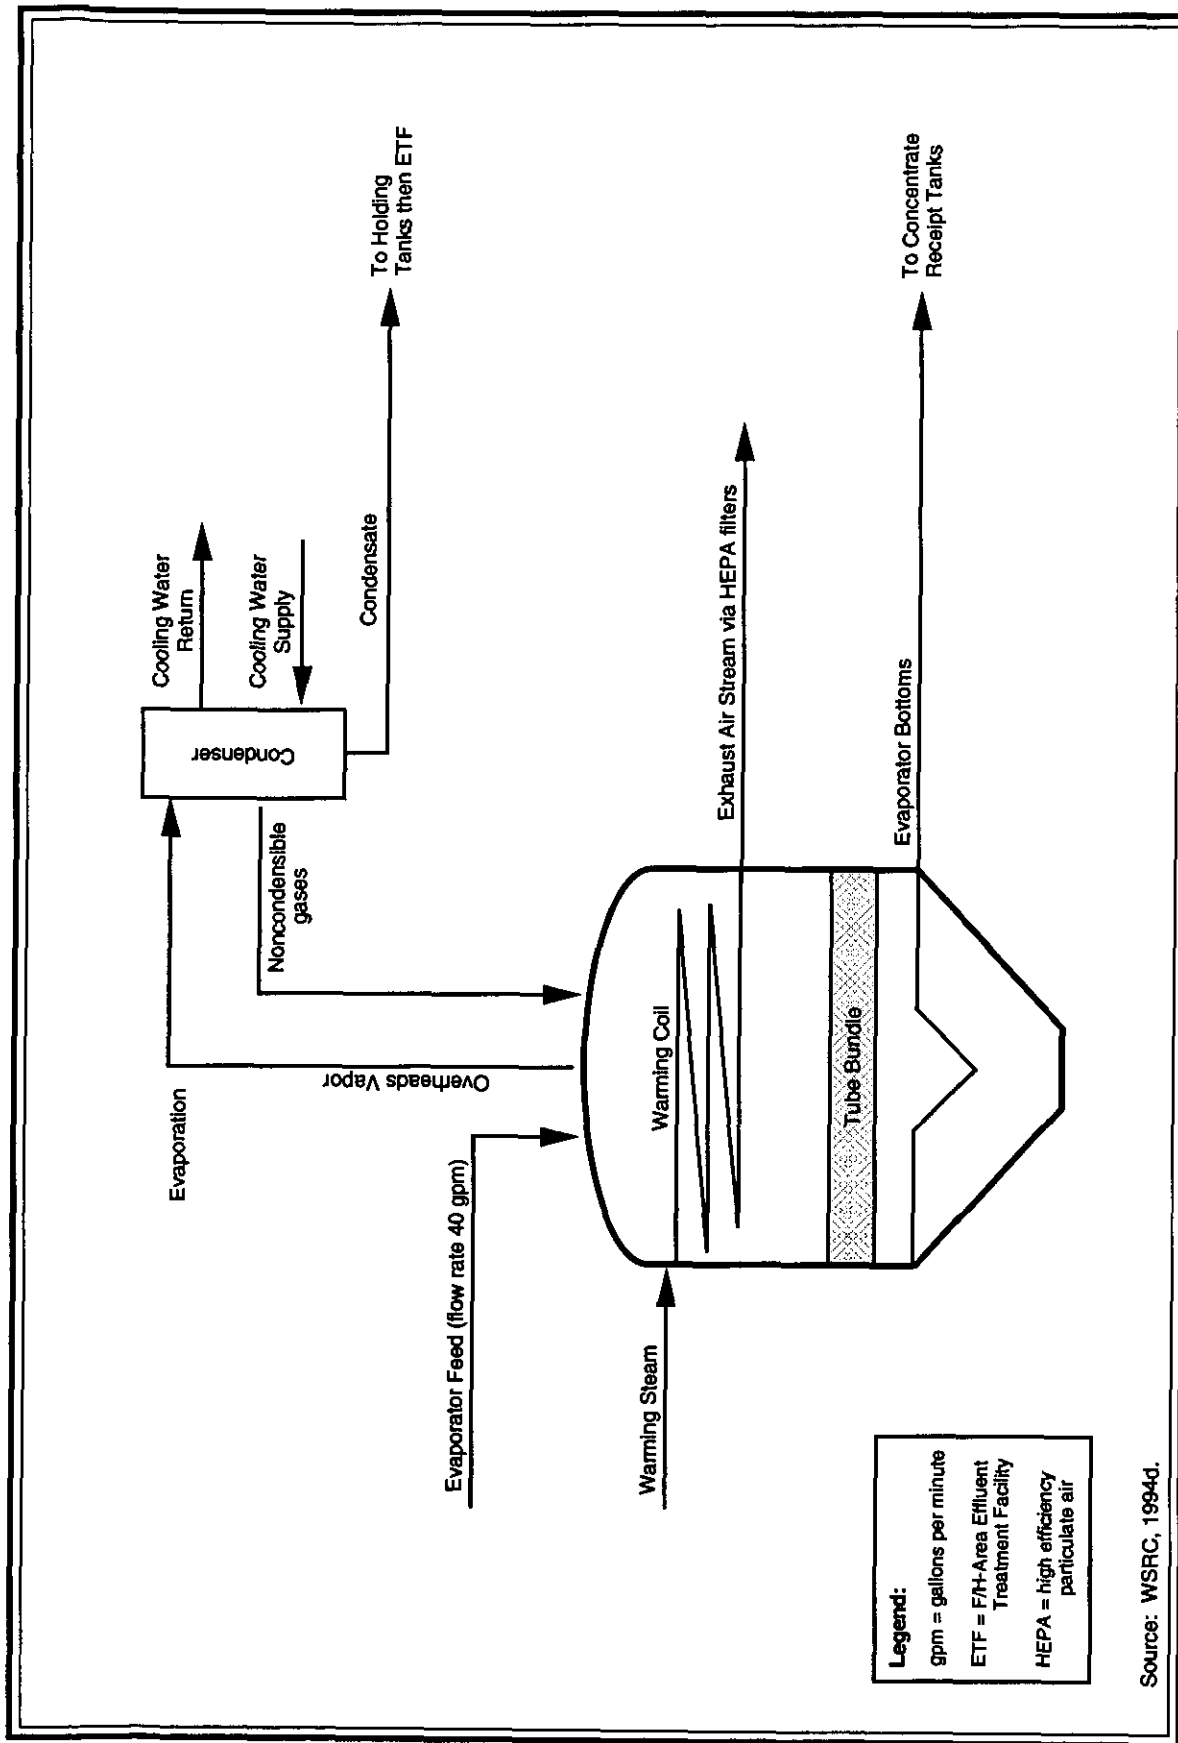 Cooling Water
Return
Cooling Water
Supply
Condenser
Evaporation
Overheads Vapor
Noncondensible
gases
Condensate
To Holding
Tanks then ETF
Evaporator Feed (flow rate 40 gpm)
Warming Steam
Warming Coil
Exhaust Air Stream via HEPA filters
Tube Bundle
Evaporator Bottoms
To Concentrate
Receipt Tanks
Legend:
gpm = gallons per minute
ETF = F/H-Area Effluent
Treatment Facility
HEPA = high efficiency
particulate air
Source: WSRC, 1994d.